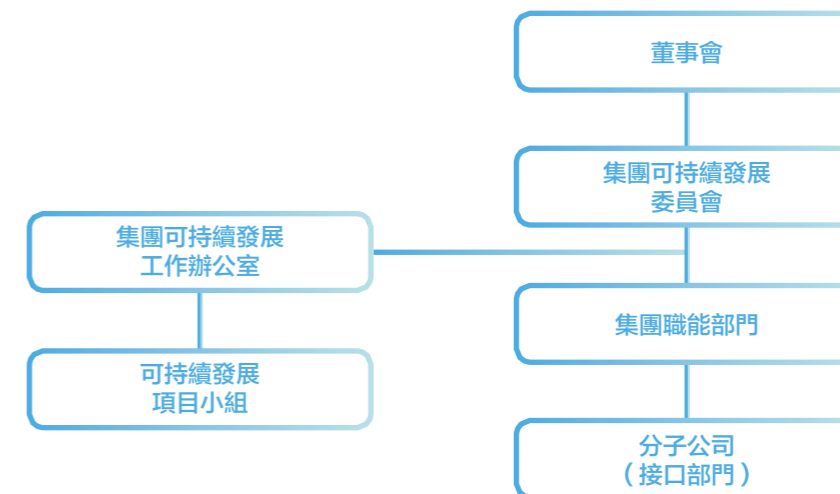 董事會
集團可持續發展
委員會
集團可持續發展
工作辦公室
集團職能部門
可持續發展
項目小組
分子公司
（接口部門）